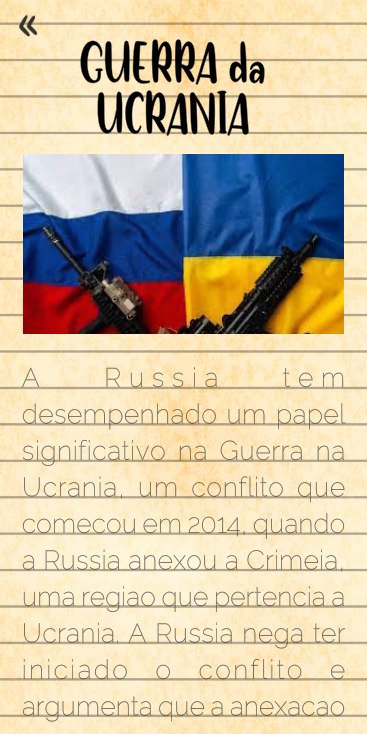 «
GUERRA da
UCRANIA
A Russia tem
desempenhado um papel
significativo na Guerra na
Ucrania, um conflito que
comecou em 2014, quando
a Russia anexou a Crimeia,
uma regiao que pertencia a
Ucrania. A Russia nega ter
iniciado o conflito e
argumenta que a anexacao